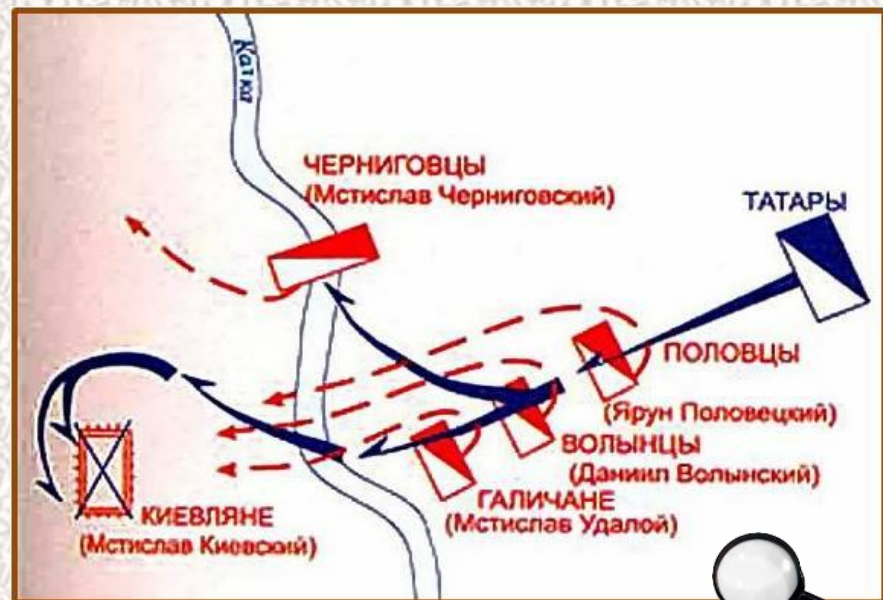 Калка
ЧЕРНИГОВЦЫ
(Мстислав Черниговский)
ТАТАРЫ
ПОЛОВЦЫ
(Ярун Половецкий)
ВОЛЫНЦЫ
(Даниил Волынский)
ГАЛИЧАНЕ
(Мстислав Удалой)
КИЕВЛЯНЕ
(Мстислав Киевский)